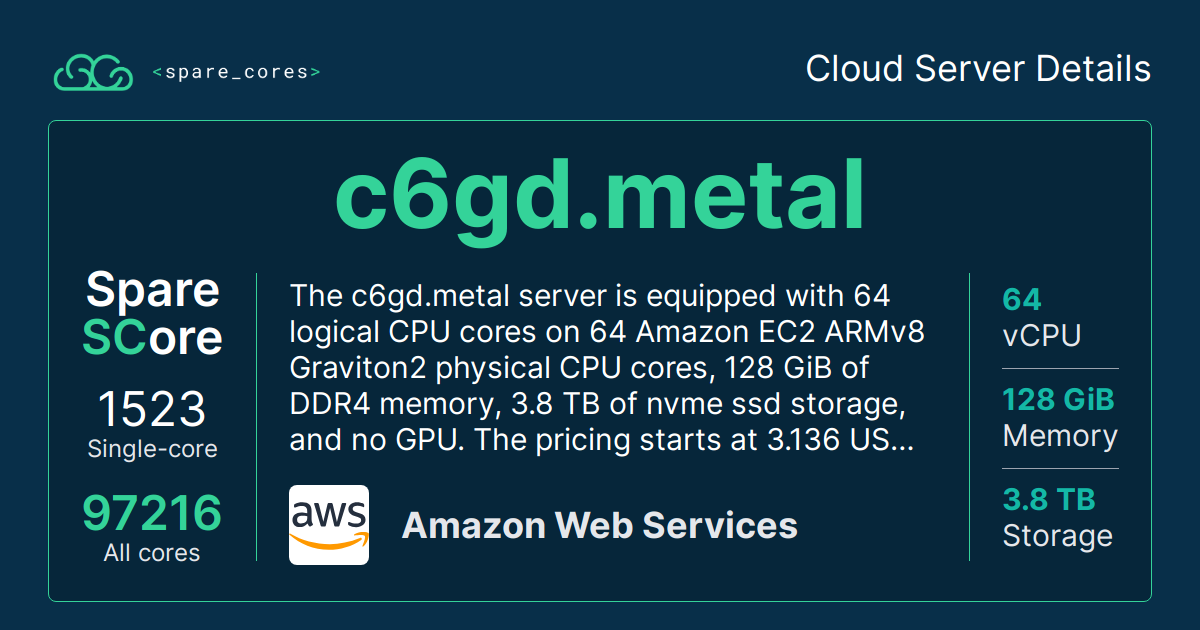 <spare_cores>
Cloud Server Details
c6gd.metal
Spare
SCore
1523
Single-core
97216
All cores
The c6gd.metal server is equipped with 64
logical CPU cores on 64 Amazon EC2 ARMv8
Graviton2 physical CPU cores, 128 GiB of
DDR4 memory, 3.8 TB of nvme ssd storage,
and no GPU. The pricing starts at 3.136 US...
aws
Amazon Web Services
64
vCPU
128 GiB
Memory
3.8 TB
Storage